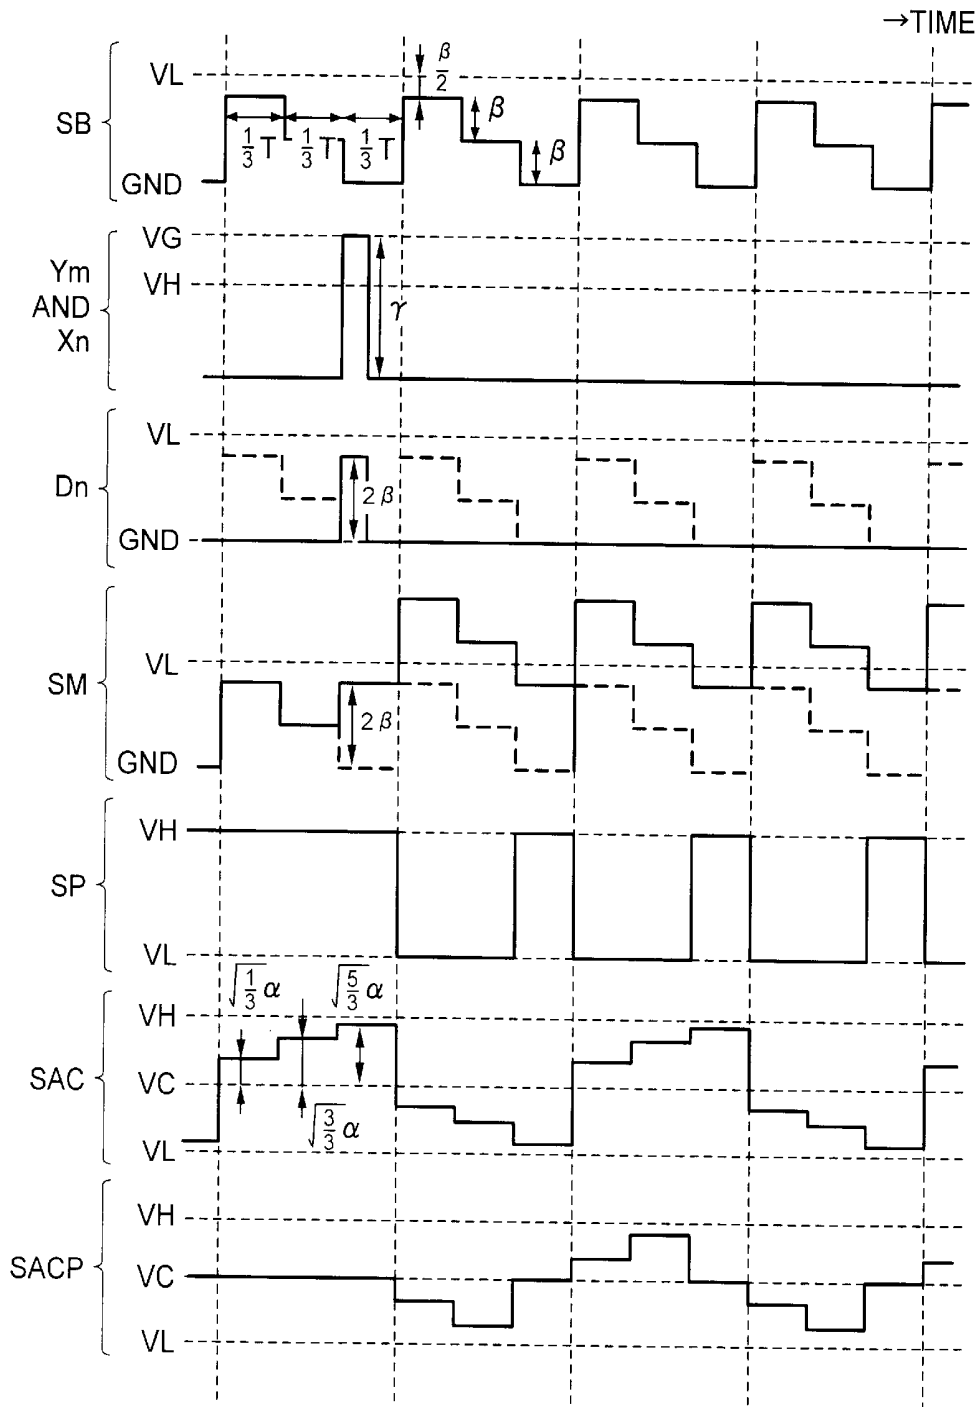 →TIME
SB
VL
β/2
β
β
1/3 T
1/3 T
1/3 T
GND
Ym
AND
Xn
VG
VH
γ
Dn
VL
2β
GND
SM
VL
2β
GND
SP
VH
VL
SAC
√1/3 α
√5/3 α
VH
VC
√3/3 α
VL
SACP
VH
VC
VL